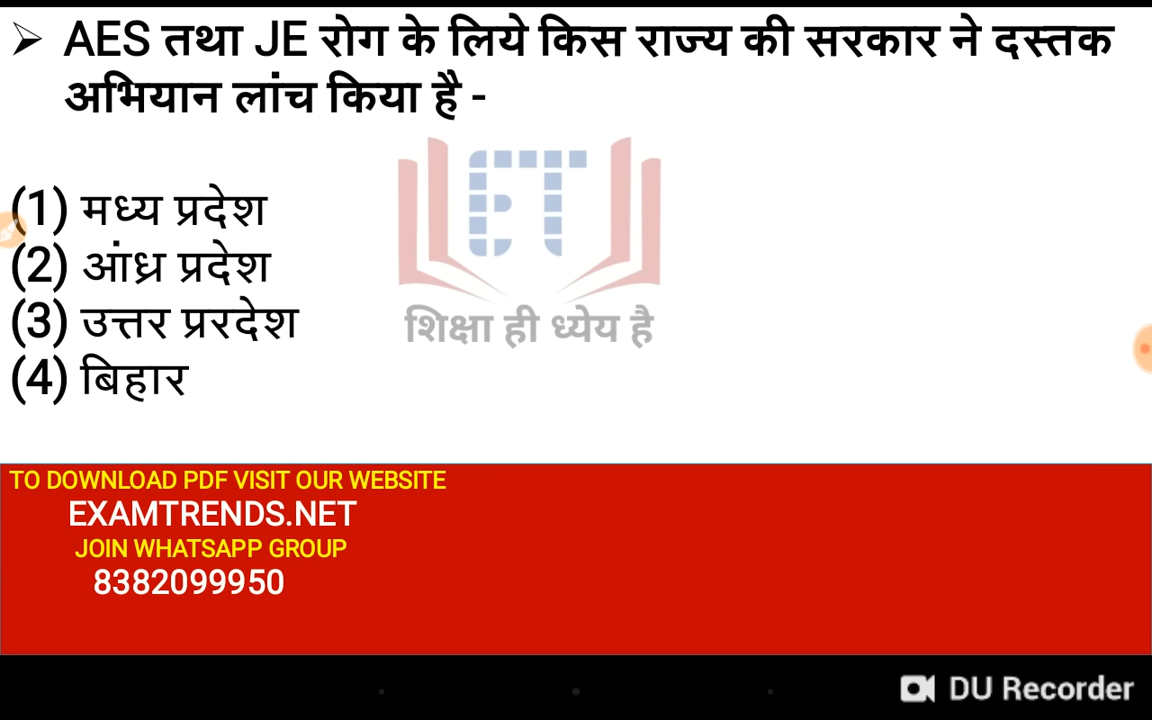 ➢ AES तथा JE रोग के लिये किस राज्य की सरकार ने दस्तक
अभियान लांच किया है -
(1) मध्य प्रदेश
(2) आंध्र प्रदेश
(3) उत्तर प्ररदेश
(4) बिहार
ET
शिक्षा ही ध्येय है
TO DOWNLOAD PDF VISIT OUR WEBSITE
EXAMTRENDS.NET
JOIN WHATSAPP GROUP
8382099950
DU Recorder